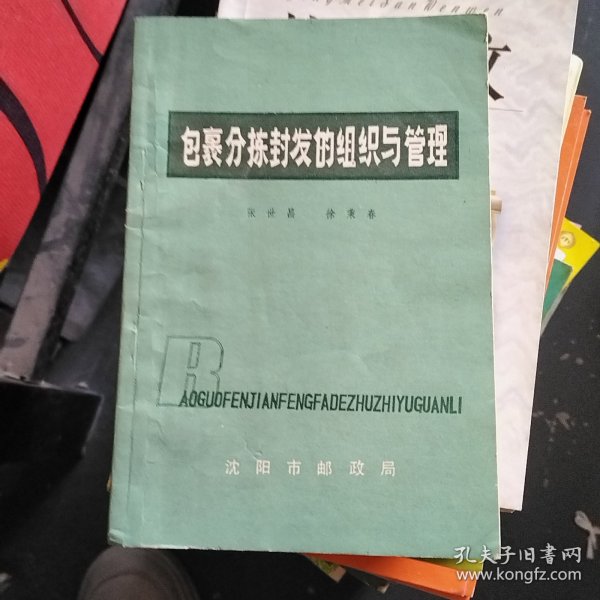 包裹分拣封发的组织与管理
张世昌 徐秉春
BAOGUOFENJIANFENGFADEZHUZHIYUGUANLI
沈阳市邮政局
孔夫子旧书网
www.kongfz.com